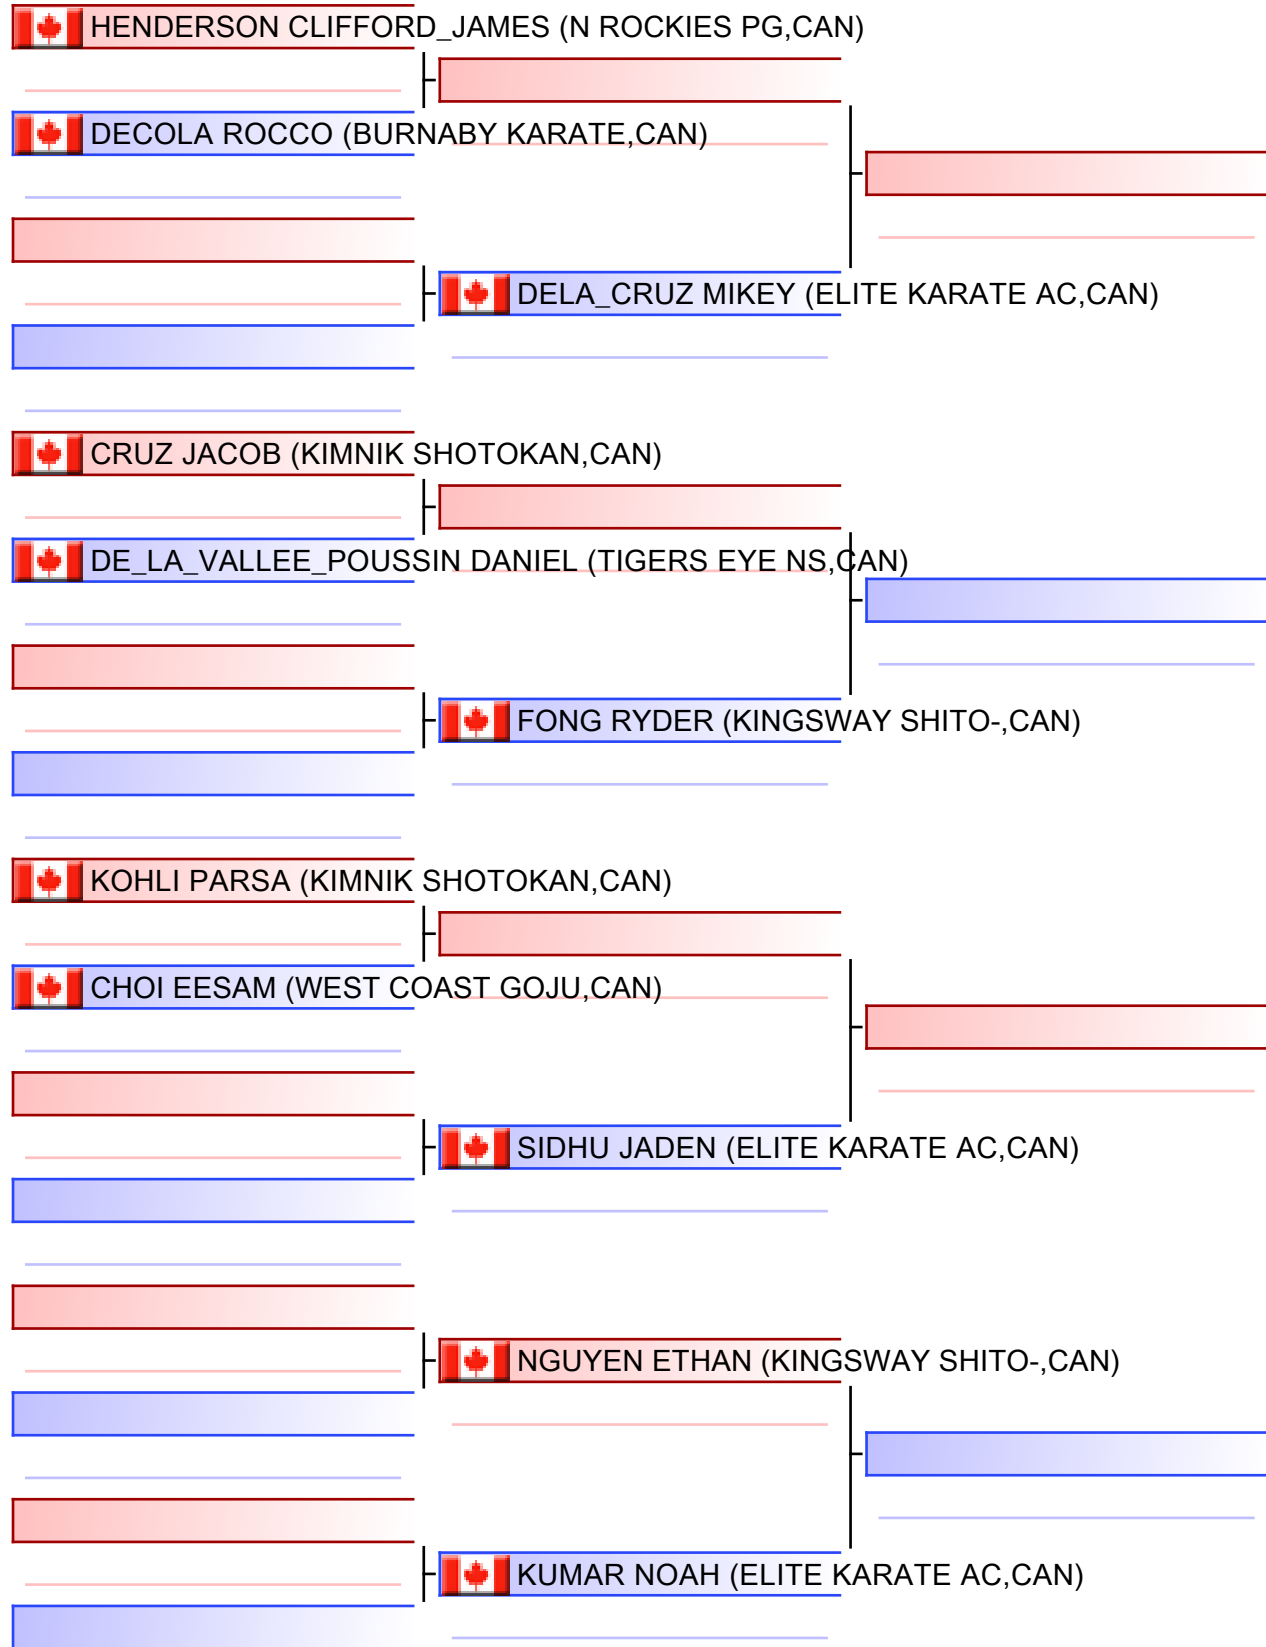 HENDERSON CLIFFORD_JAMES (N ROCKIES PG,CAN)
DECOLA ROCCO (BURNABY KARATE,CAN)
DELA_CRUZ MIKEY (ELITE KARATE AC,CAN)
CRUZ JACOB (KIMNIK SHOTOKAN,CAN)
DE_LA_VALLEE_POUSSIN DANIEL (TIGERS EYE NS,CAN)
FONG RYDER (KINGSWAY SHITO-,CAN)
KOHLI PARSA (KIMNIK SHOTOKAN,CAN)
CHOI EESAM (WEST COAST GOJU,CAN)
SIDHU JADEN (ELITE KARATE AC,CAN)
NGUYEN ETHAN (KINGSWAY SHITO-,CAN)
KUMAR NOAH (ELITE KARATE AC,CAN)